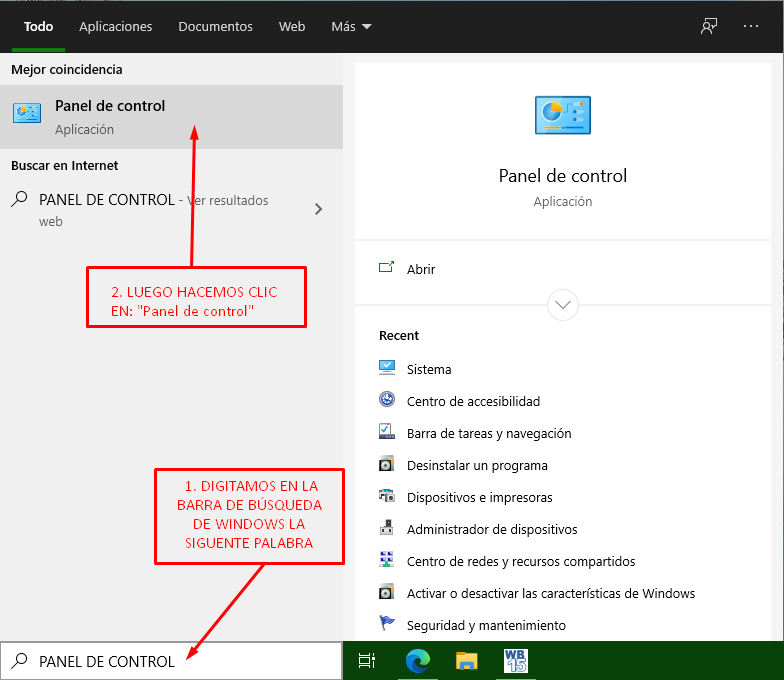 Todo Aplicaciones Documentos Web Más
Mejor coincidencia
Panel de control
Aplicación
Buscar en Internet
PANEL DE CONTROL - Ver resultados
web
2. LUEGO HACEMOS CLIC
EN: "Panel de control"
1. DIGITAMOS EN LA
BARRA DE BÚSQUEDA
DE WINDOWS LA
SIGUENTE PALABRA
PANEL DE CONTROL
Panel de control
Aplicación
Abrir
Recent
Sistema
Centro de accesibilidad
Barra de tareas y navegación
Desinstalar un programa
Dispositivos e impresoras
Administrador de dispositivos
Centro de redes y recursos compartidos
Activar o desactivar las características de Windows
Seguridad y mantenimiento
WB
15